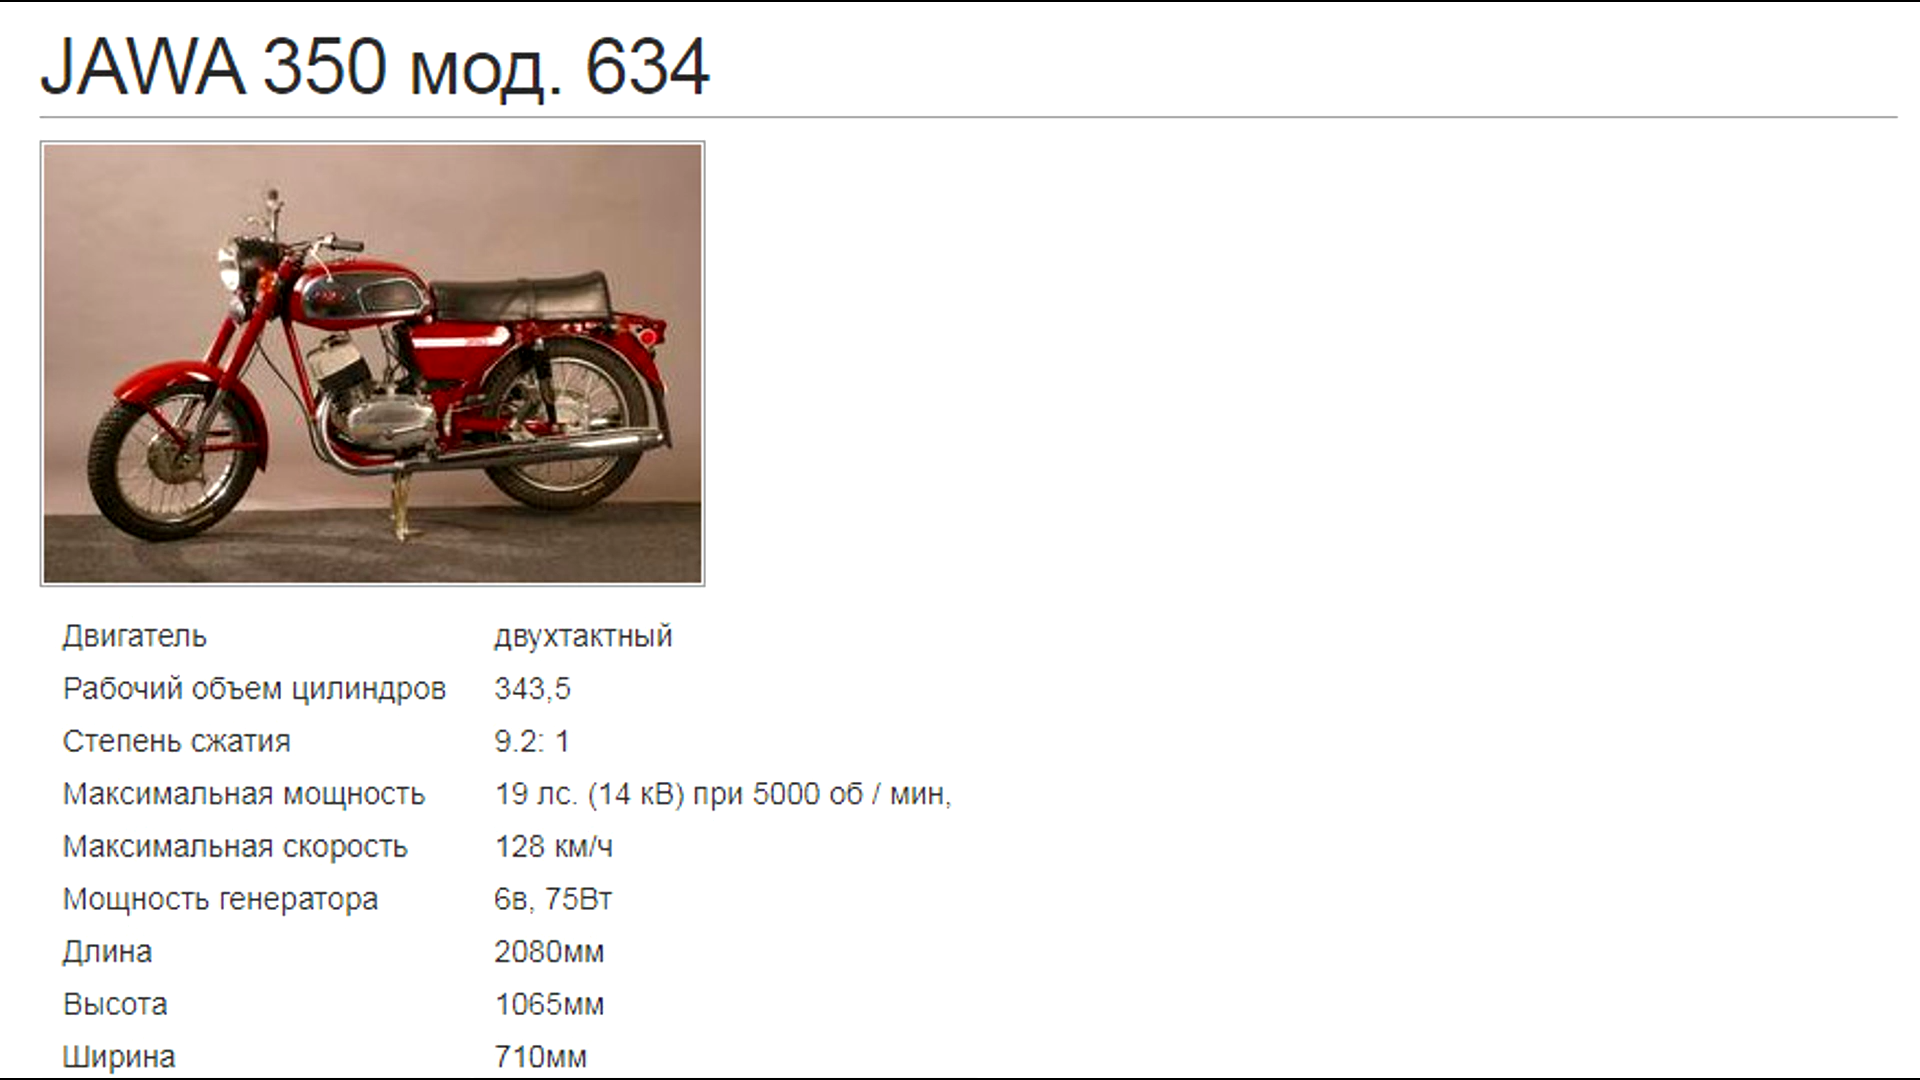 JAWA 350 мод. 634
Двигатель двухтактный
Рабочий объем цилиндров 343,5
Степень сжатия 9.2: 1
Максимальная мощность 19 лс. (14 кВ) при 5000 об / мин,
Максимальная скорость 128 км/ч
Мощность генератора 6в, 75Вт
Длина 2080мм
Высота 1065мм
Ширина 710мм